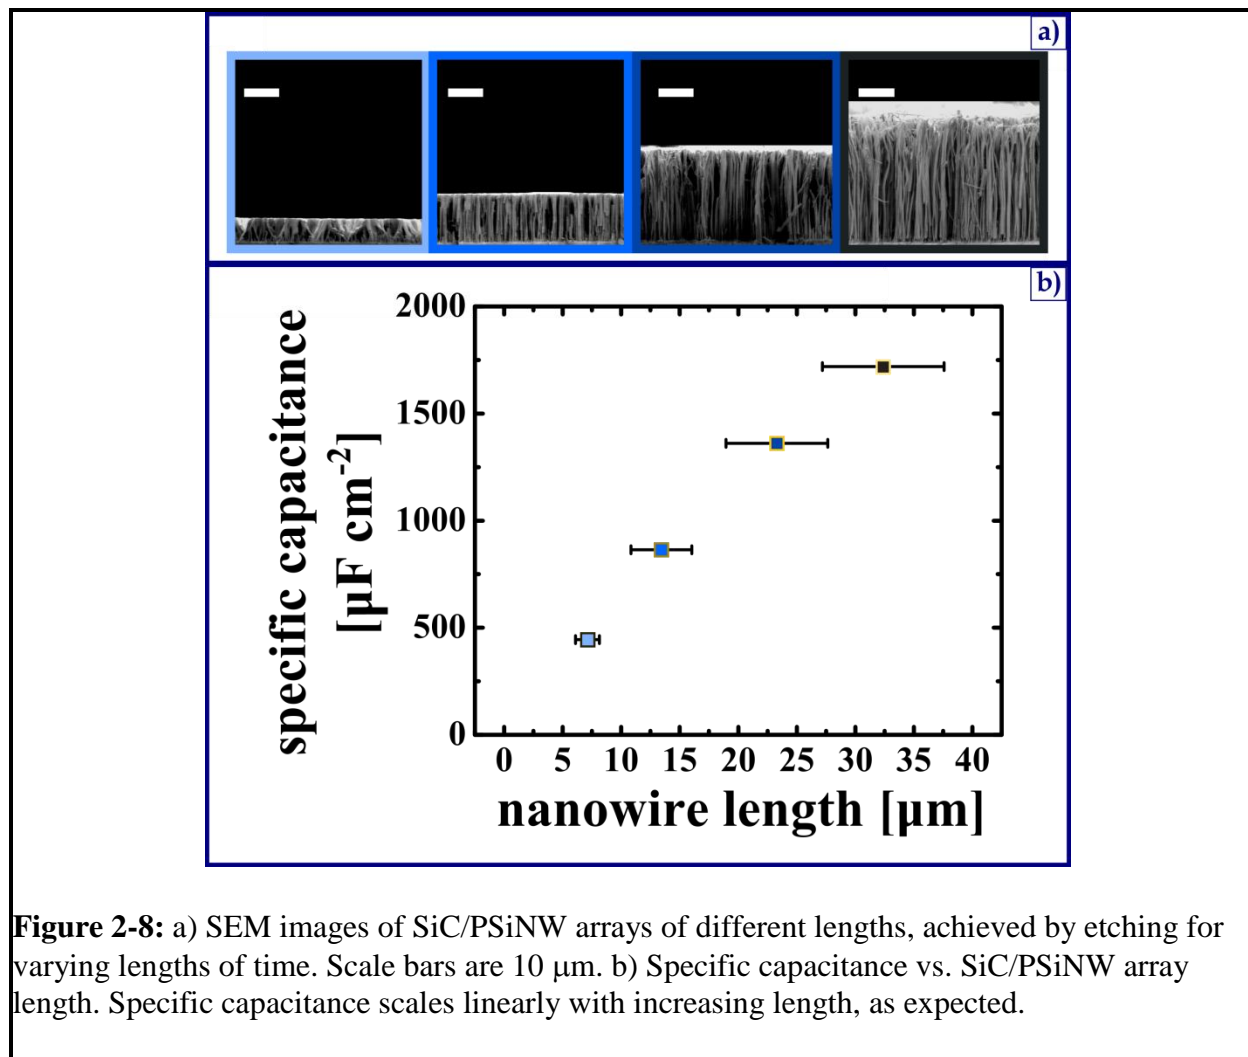 a)
b)
2000
1500
1000
500
0
specific capacitance
[µF cm⁻²]
0 5 10 15 20 25 30 35 40
nanowire length [µm]
Figure 2-8: a) SEM images of SiC/PSiNW arrays of different lengths, achieved by etching for
varying lengths of time. Scale bars are 10 μm. b) Specific capacitance vs. SiC/PSiNW array
length. Specific capacitance scales linearly with increasing length, as expected.